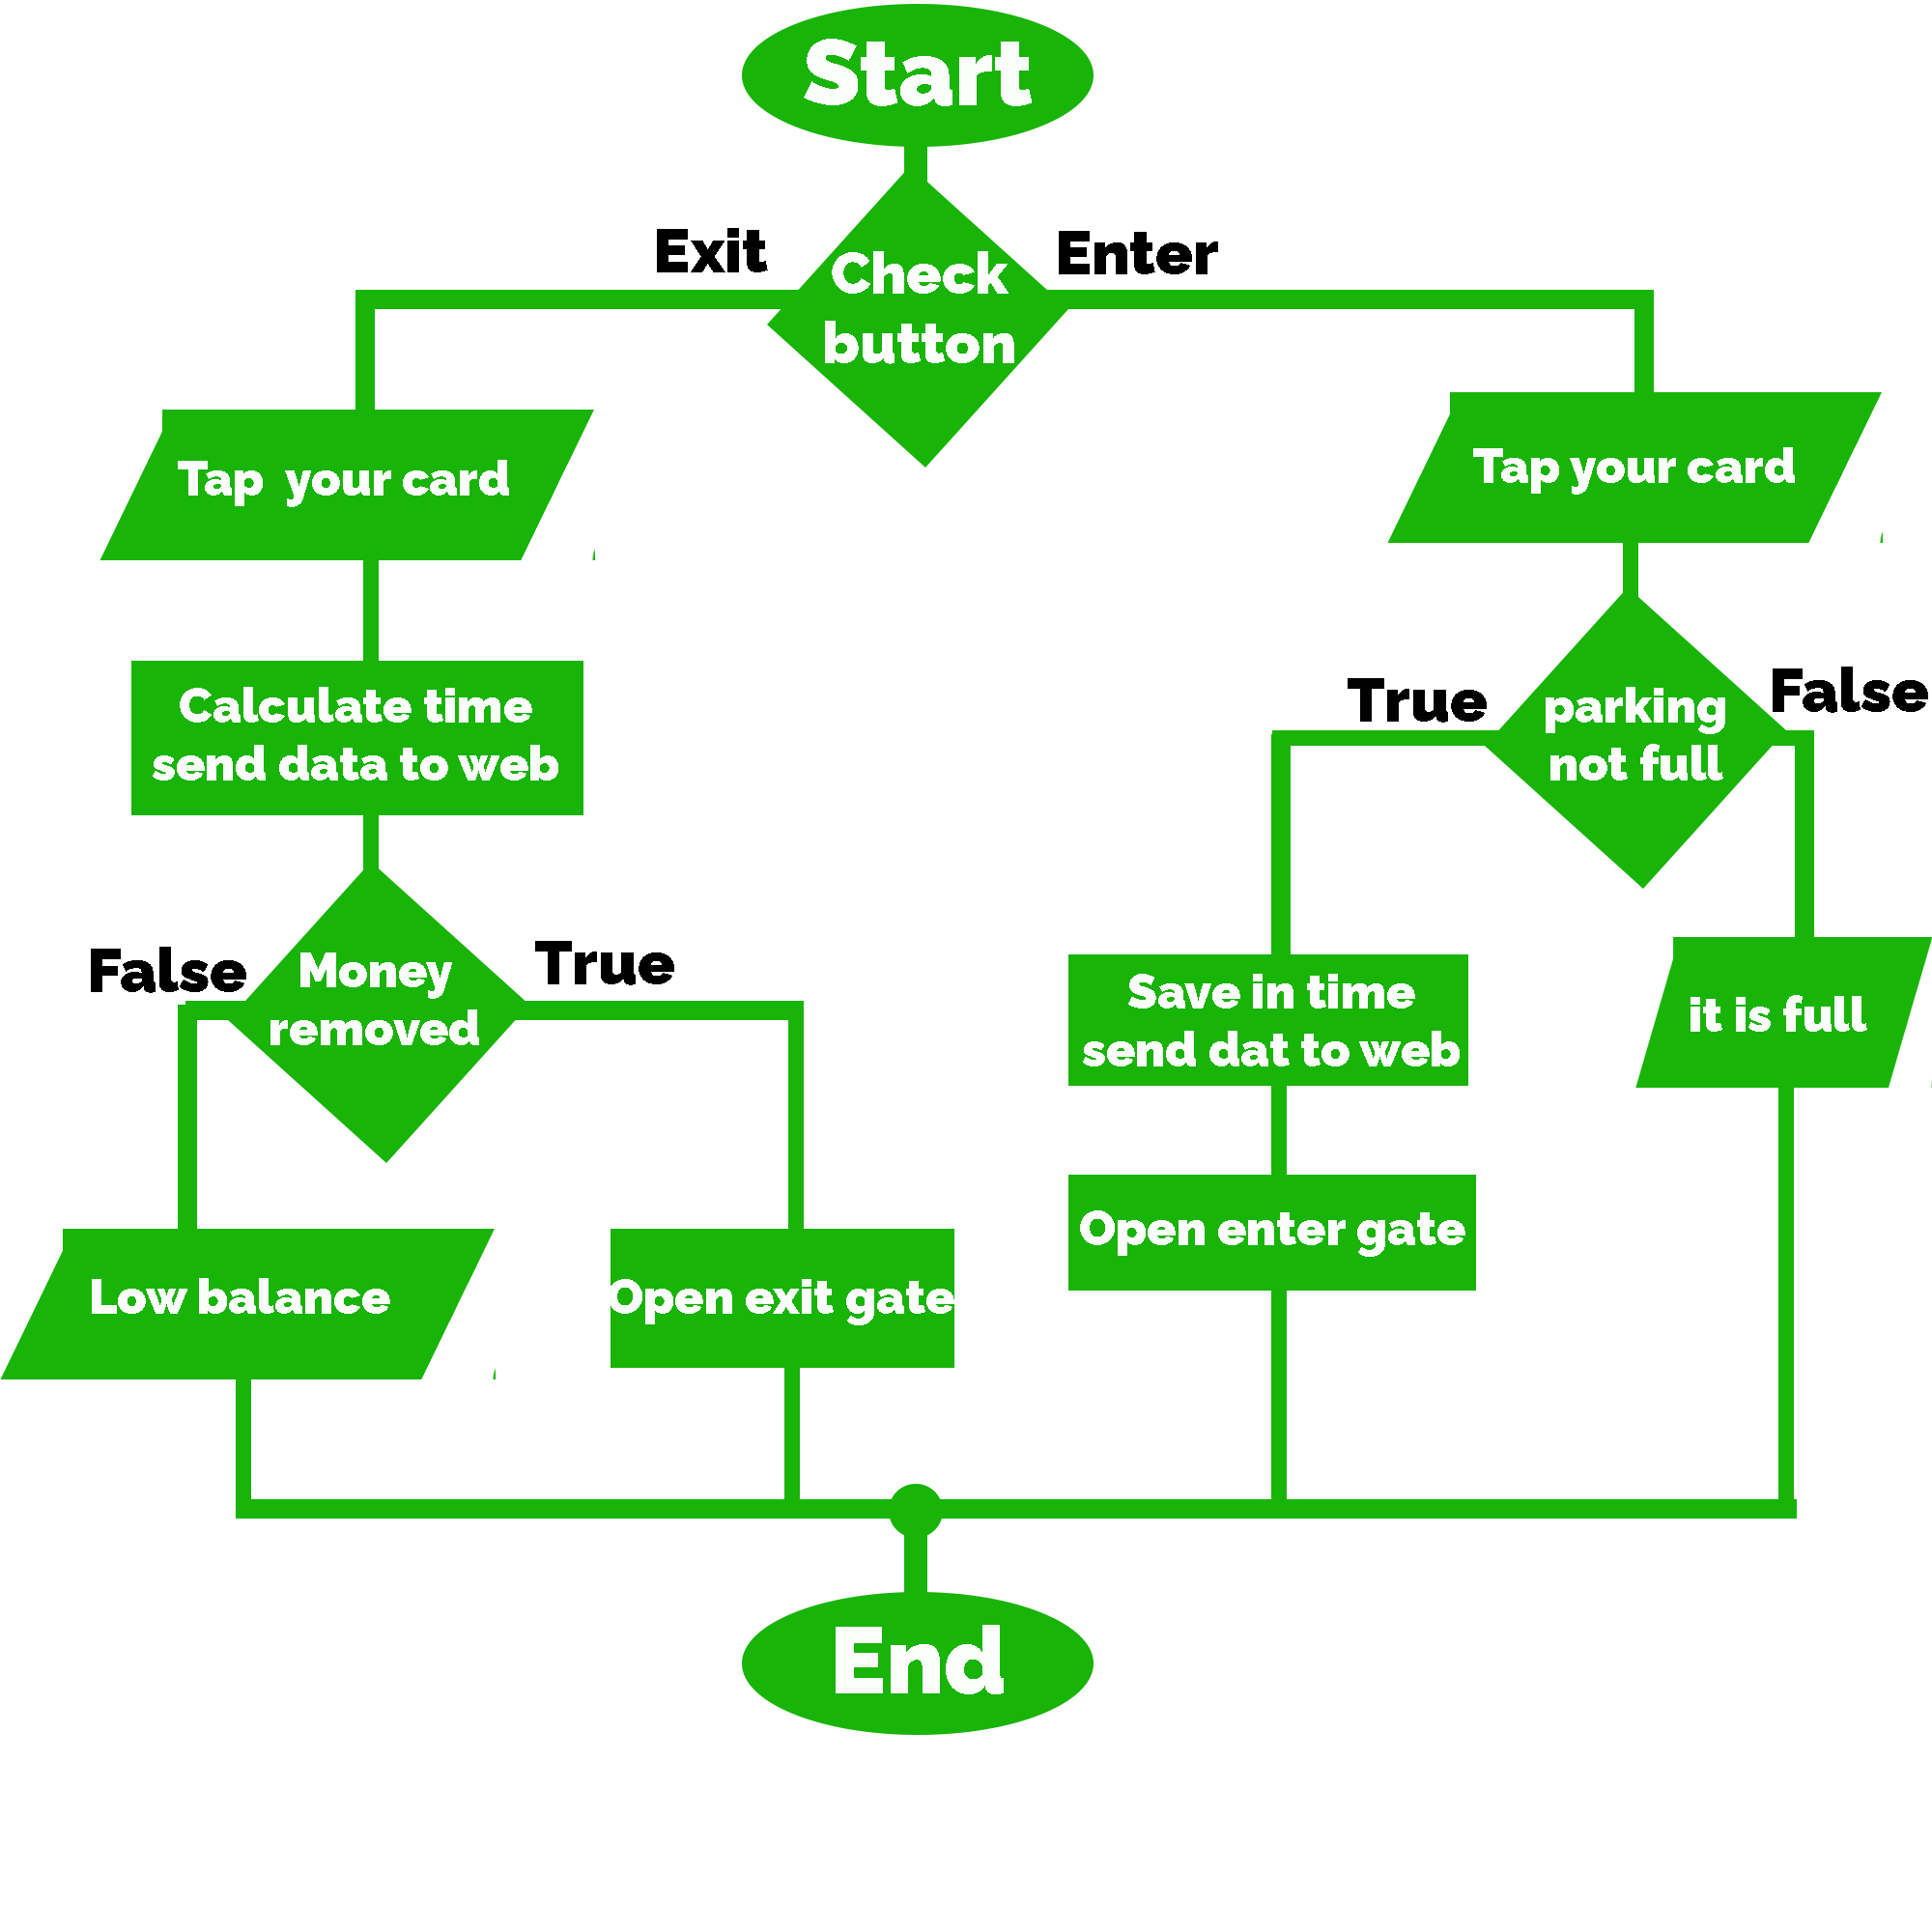 Start
Exit
Enter
Check
button
Tap your card
Tap your card
Calculate time
send data to web
True
parking
not full
False
False
Money
removed
True
Save in time
send dat to web
it is full
Open enter gate
Low balance
Open exit gate
End